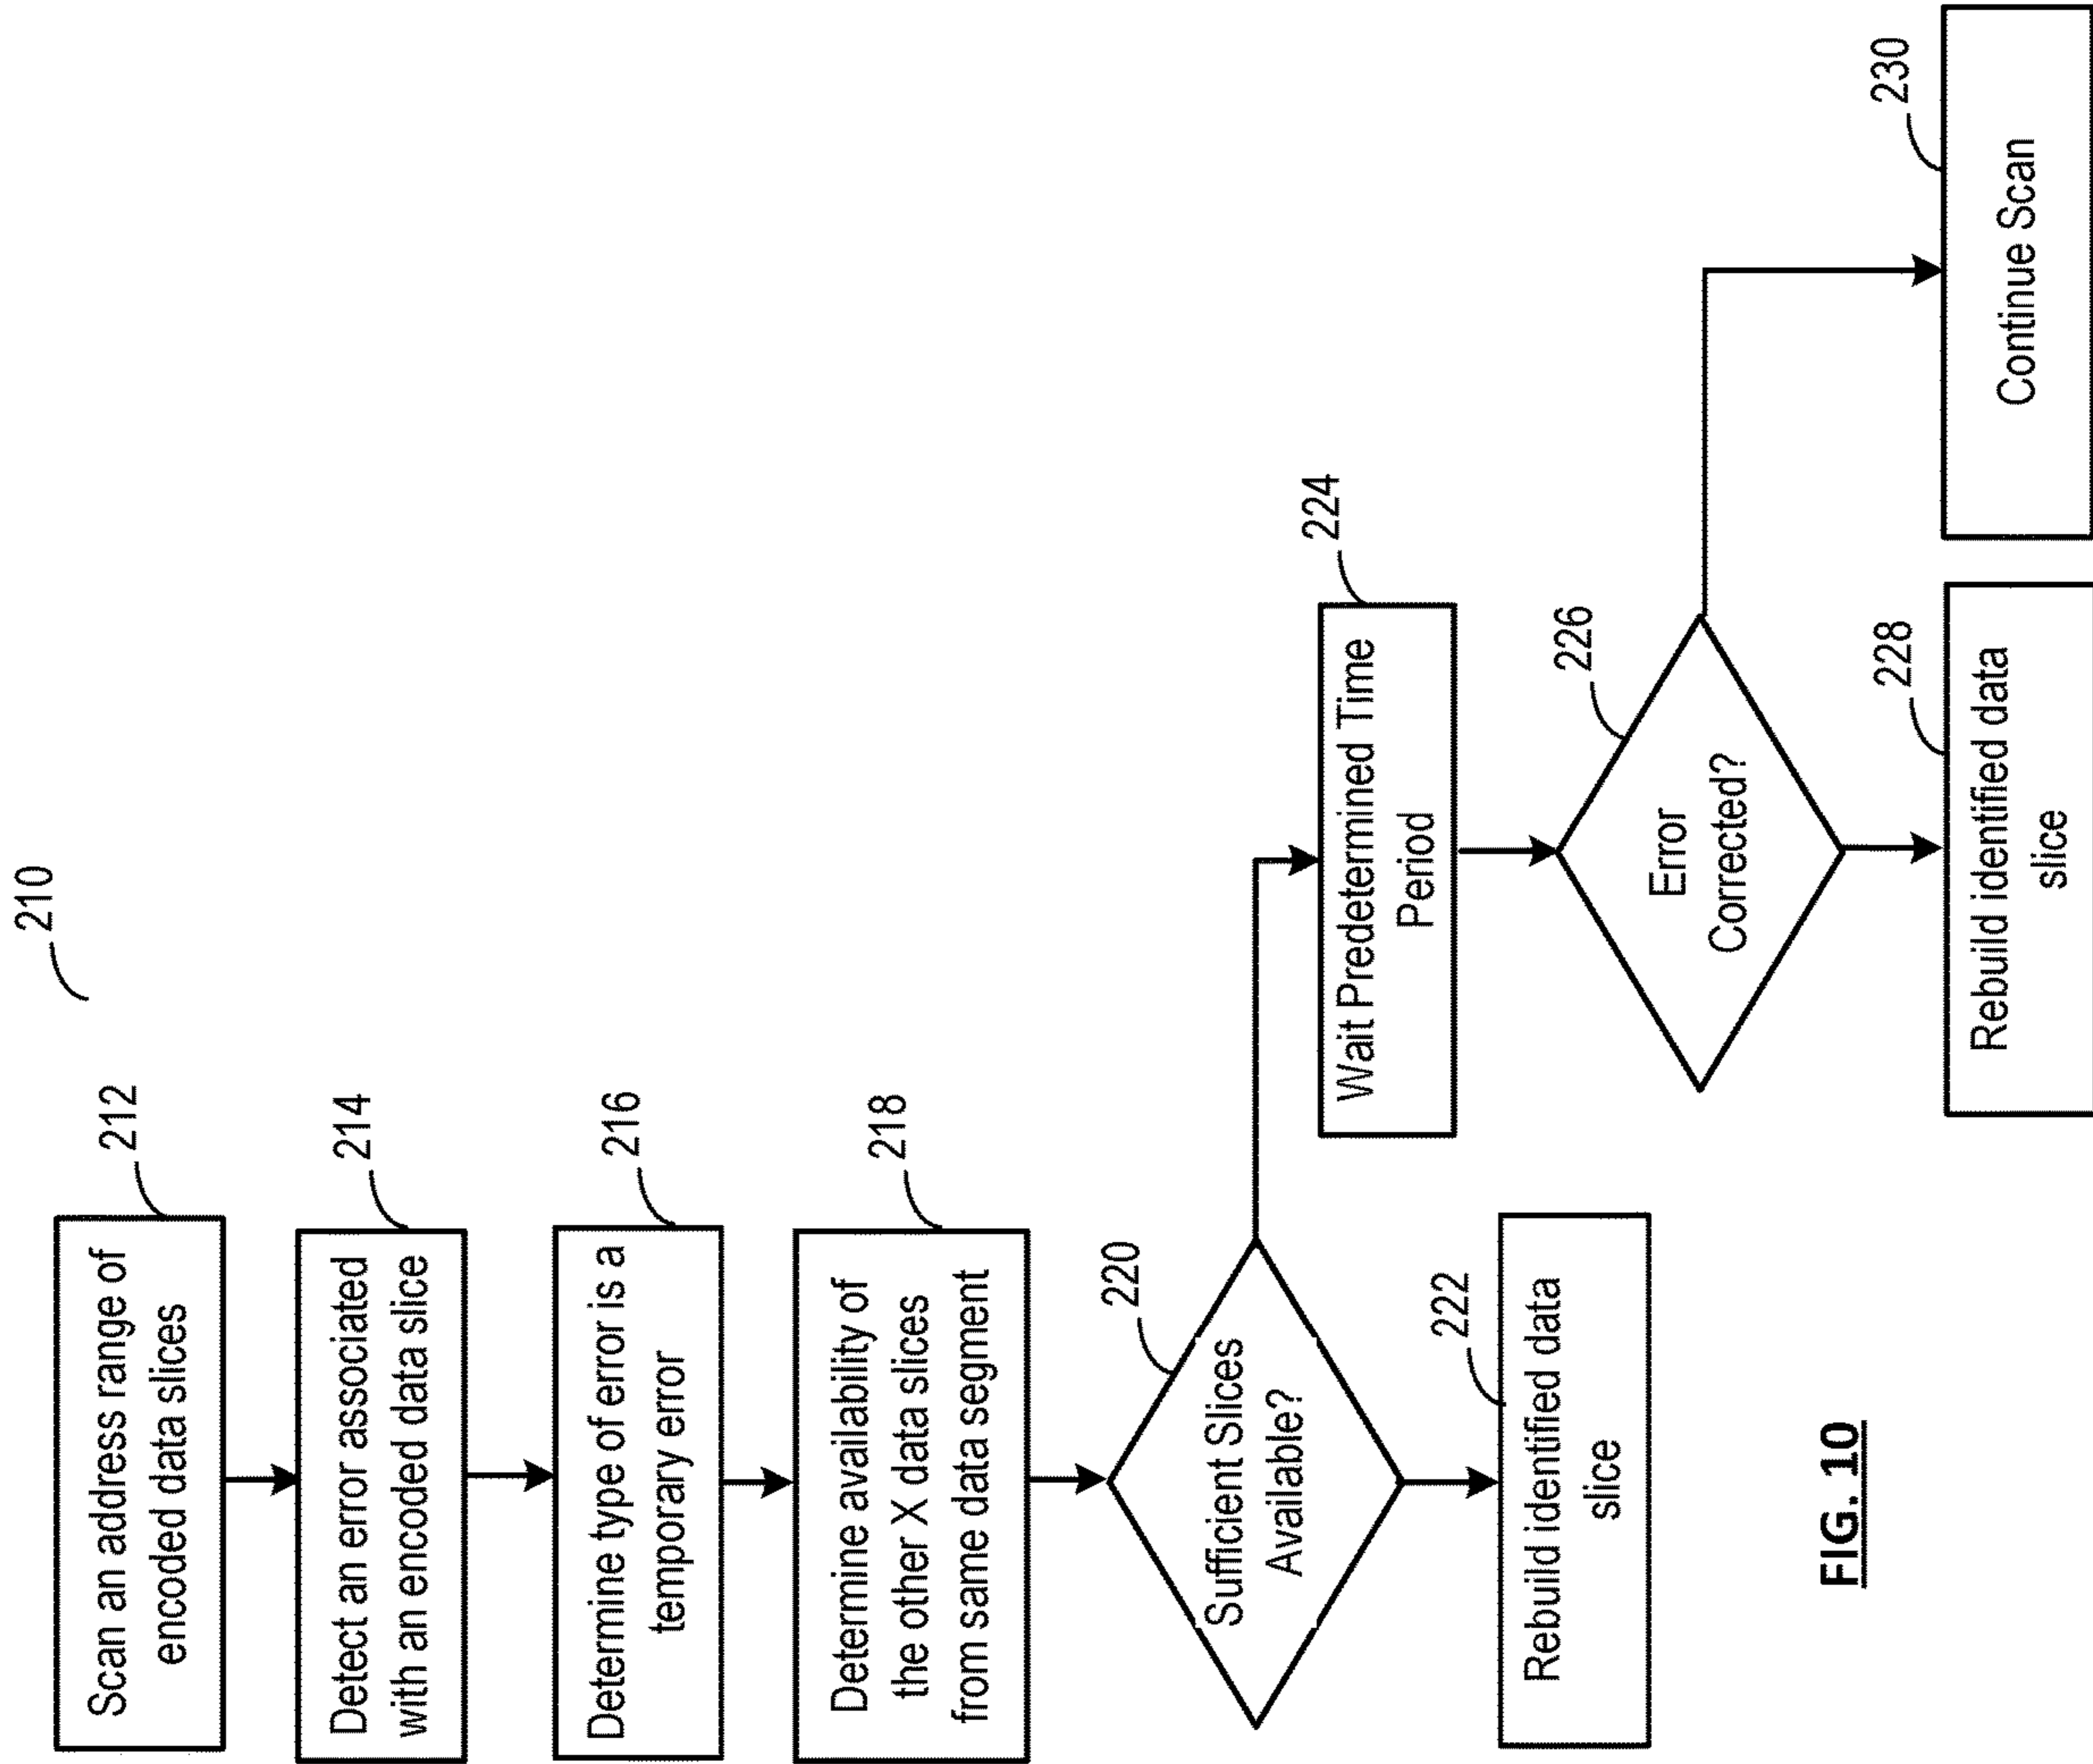 210
212
Scan an address range of
encoded data slices
214
Detect an error associated
with an encoded data slice
216
Determine type of error is a
temporary error
218
Determine availability of
the other X data slices
from same data segment
220
Sufficient Slices
Available?
222
Rebuild identified data
slice
224
Wait Predetermined Time
Period
226
Error
Corrected?
228
Rebuild identified data
slice
230
Continue Scan
FIG. 10